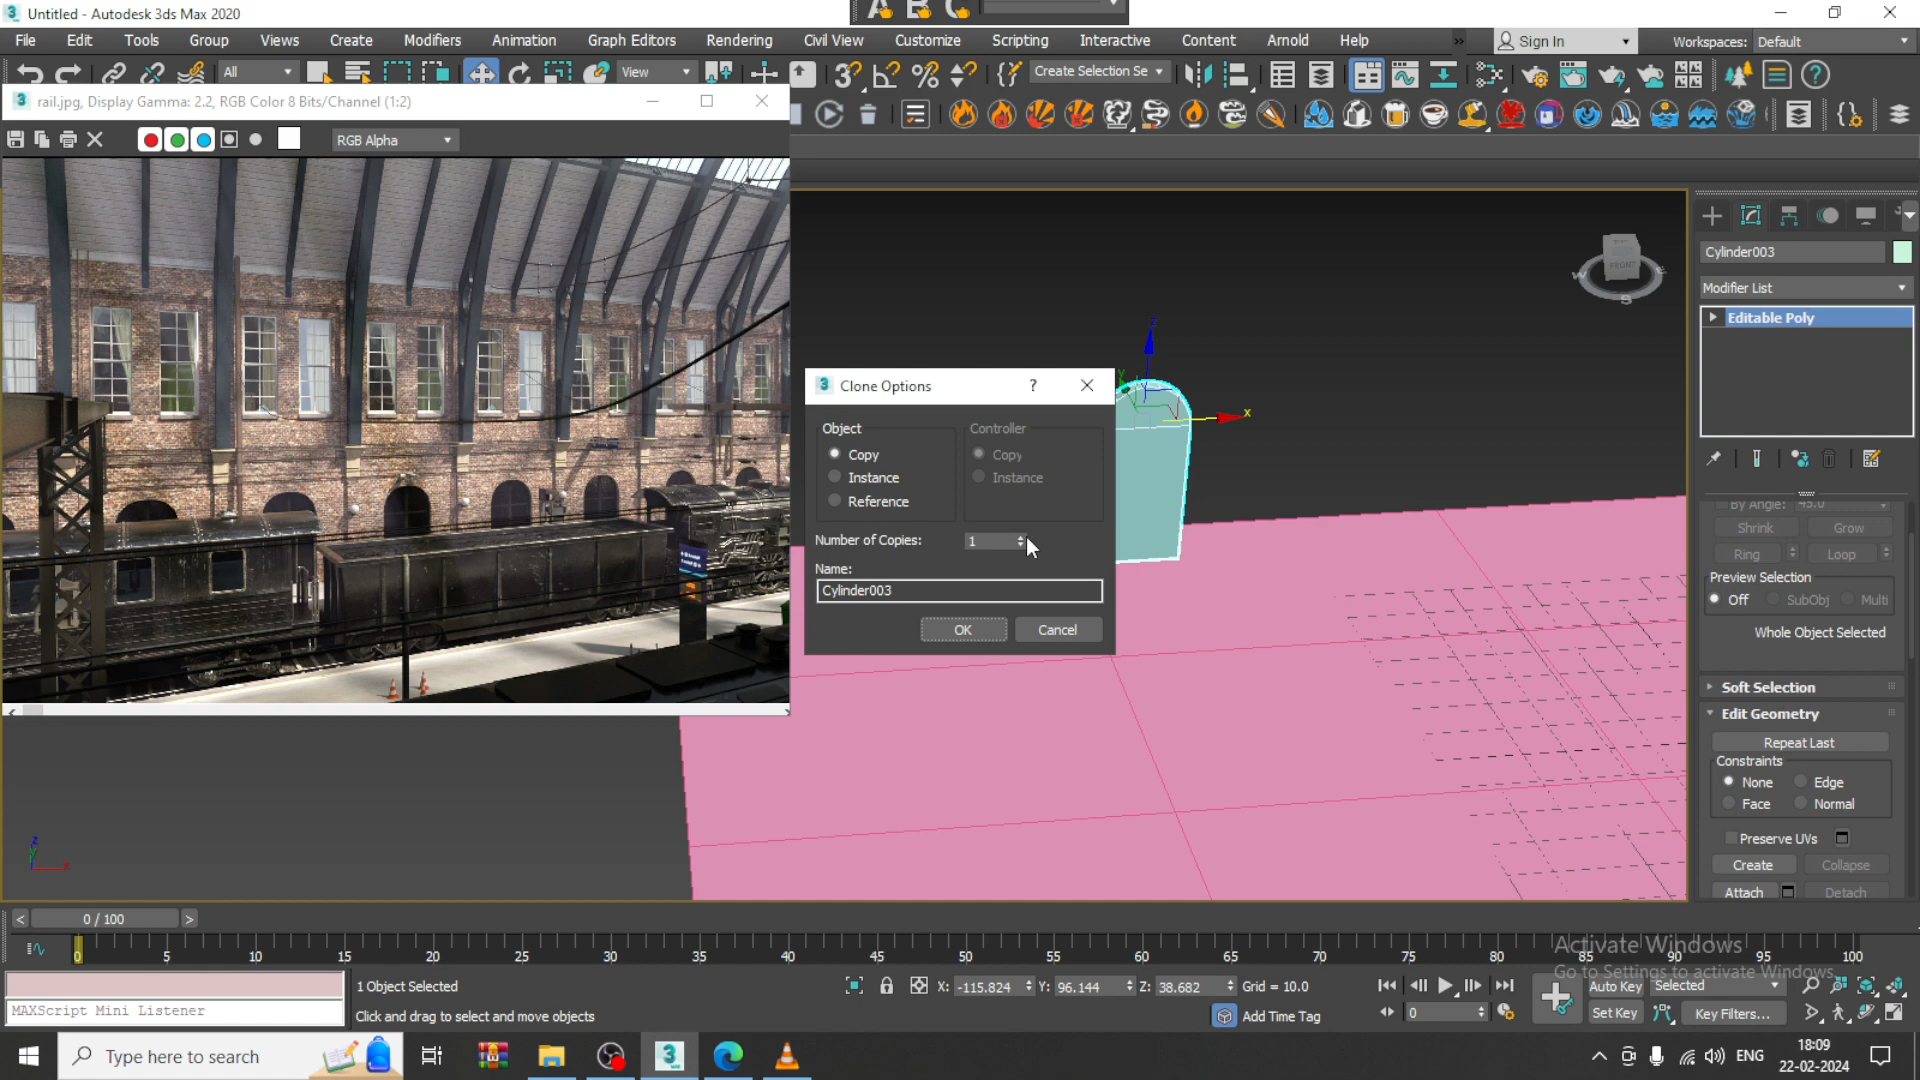 Untitled - Autodesk 3ds Max 2020
File Edit Tools Group Views Create Modifiers Animation Graph Editors Rendering Civil View Customize Scripting Interactive Content Arnold Help
Sign In
Workspaces: Default
All
View
Create Selection Se
rail.jpg, Display Gamma: 2.2, RGB Color 8 Bits/Channel (1:2)
RGB Alpha
FRONT
W
S
Cylinder003
Modifier List
Editable Poly
By Angle: 45.0
Shrink Grow
Ring Loop
Preview Selection
Off SubObj Multi
Whole Object Selected
Soft Selection
Edit Geometry
Repeat Last
Constraints
None Edge
Face Normal
Preserve UVs
Create Collapse
Attach Detach
z
y
x
Clone Options
?
Object
Copy
Instance
Reference
Controller
Copy
Instance
Number of Copies: 1
Name:
Cylinder003
OK Cancel
z
y
x
< 0 / 100 >
0 5 10 15 20 25 30 35 40 45 50 55 60 65 70 75 80 85 90 95 100
Activate Windows
Go to Settings to activate Windows.
1 Object Selected
X: -115.824 Y: 96.144 Z: 38.682 Grid = 10.0
Auto Key Selected
MAXScript Mini Listener
Click and drag to select and move objects
Add Time Tag
0
Set Key Key Filters...
Type here to search
ENG
18:09
22-02-2024